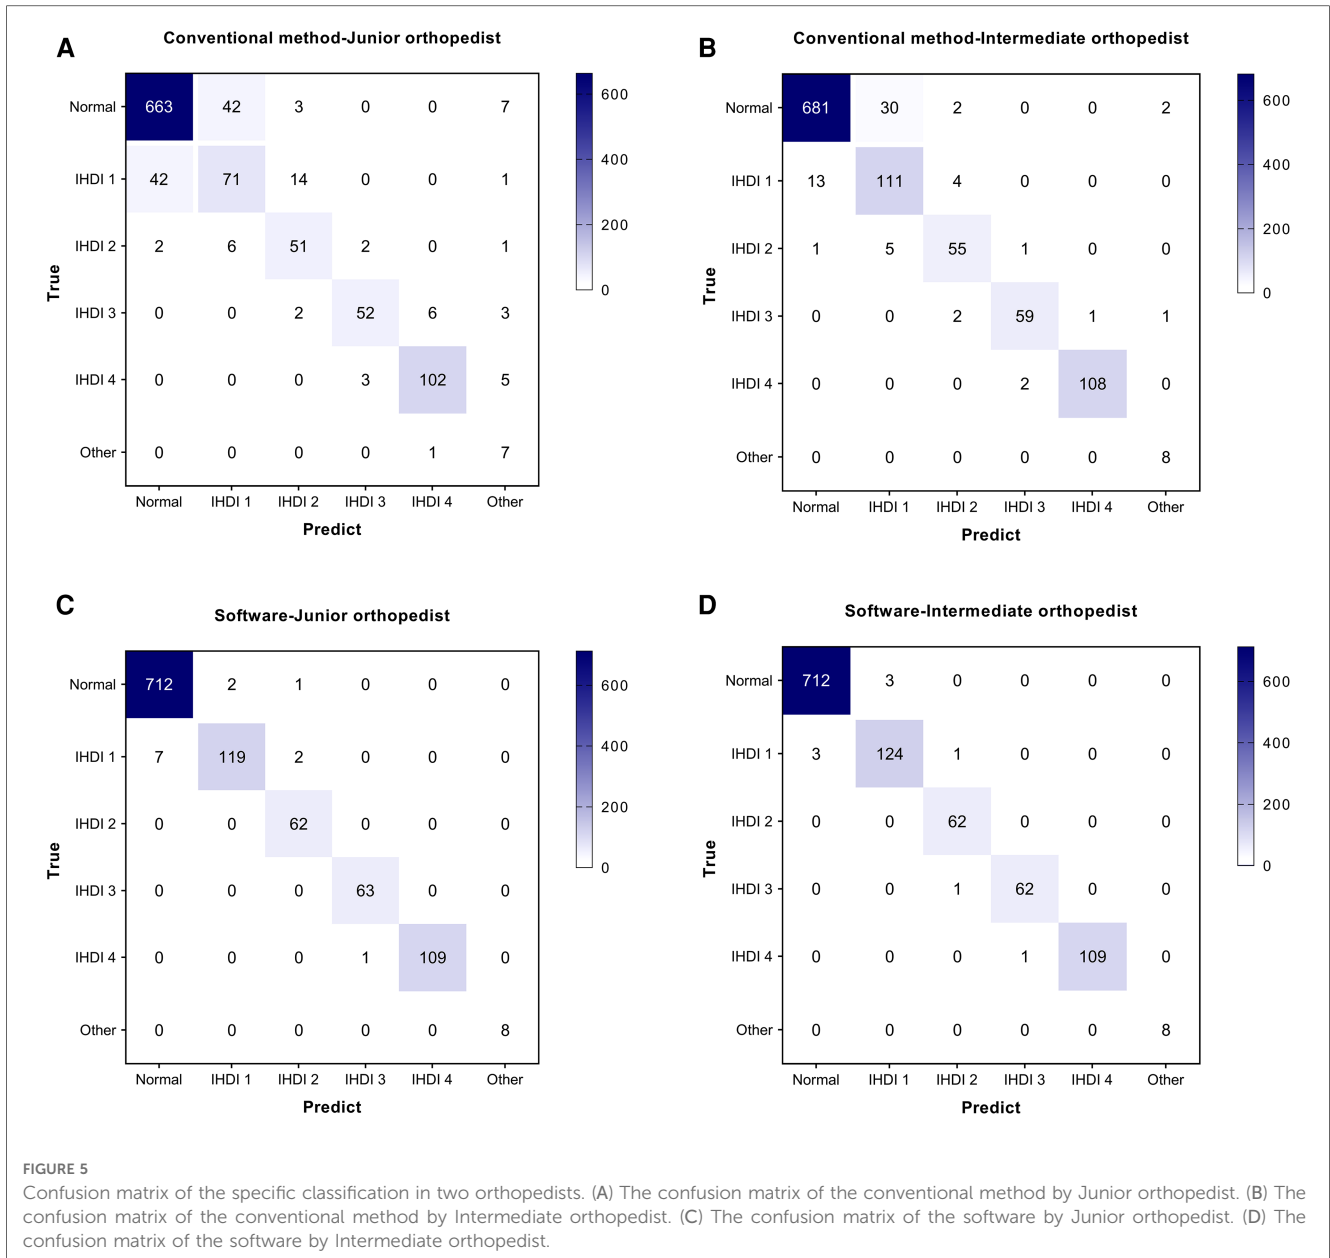 A
Conventional method-Junior orthopedist
Normal 663 42 3 0 0 7
IHDI 1 42 71 14 0 0 1
IHDI 2 2 6 51 2 0 1
IHDI 3 0 0 2 52 6 3
IHDI 4 0 0 0 3 102 5
Other 0 0 0 0 1 7
Normal IHDI 1 IHDI 2 IHDI 3 IHDI 4 Other
Predict
True
600
400
200
0
B
Conventional method-Intermediate orthopedist
Normal 681 30 2 0 0 2
IHDI 1 13 111 4 0 0 0
IHDI 2 1 5 55 1 0 0
IHDI 3 0 0 2 59 1 1
IHDI 4 0 0 0 2 108 0
Other 0 0 0 0 0 8
Normal IHDI 1 IHDI 2 IHDI 3 IHDI 4 Other
Predict
True
600
400
200
0
C
Software-Junior orthopedist
Normal 712 2 1 0 0 0
IHDI 1 7 119 2 0 0 0
IHDI 2 0 0 62 0 0 0
IHDI 3 0 0 0 63 0 0
IHDI 4 0 0 0 1 109 0
Other 0 0 0 0 0 8
Normal IHDI 1 IHDI 2 IHDI 3 IHDI 4 Other
Predict
True
600
400
200
0
D
Software-Intermediate orthopedist
Normal 712 3 0 0 0 0
IHDI 1 3 124 1 0 0 0
IHDI 2 0 0 62 0 0 0
IHDI 3 0 0 1 62 0 0
IHDI 4 0 0 0 1 109 0
Other 0 0 0 0 0 8
Normal IHDI 1 IHDI 2 IHDI 3 IHDI 4 Other
Predict
True
600
400
200
0
FIGURE 5
Confusion matrix of the specific classification in two orthopedists. (A) The confusion matrix of the conventional method by Junior orthopedist. (B) The
confusion matrix of the conventional method by Intermediate orthopedist. (C) The confusion matrix of the software by Junior orthopedist. (D) The
confusion matrix of the software by Intermediate orthopedist.